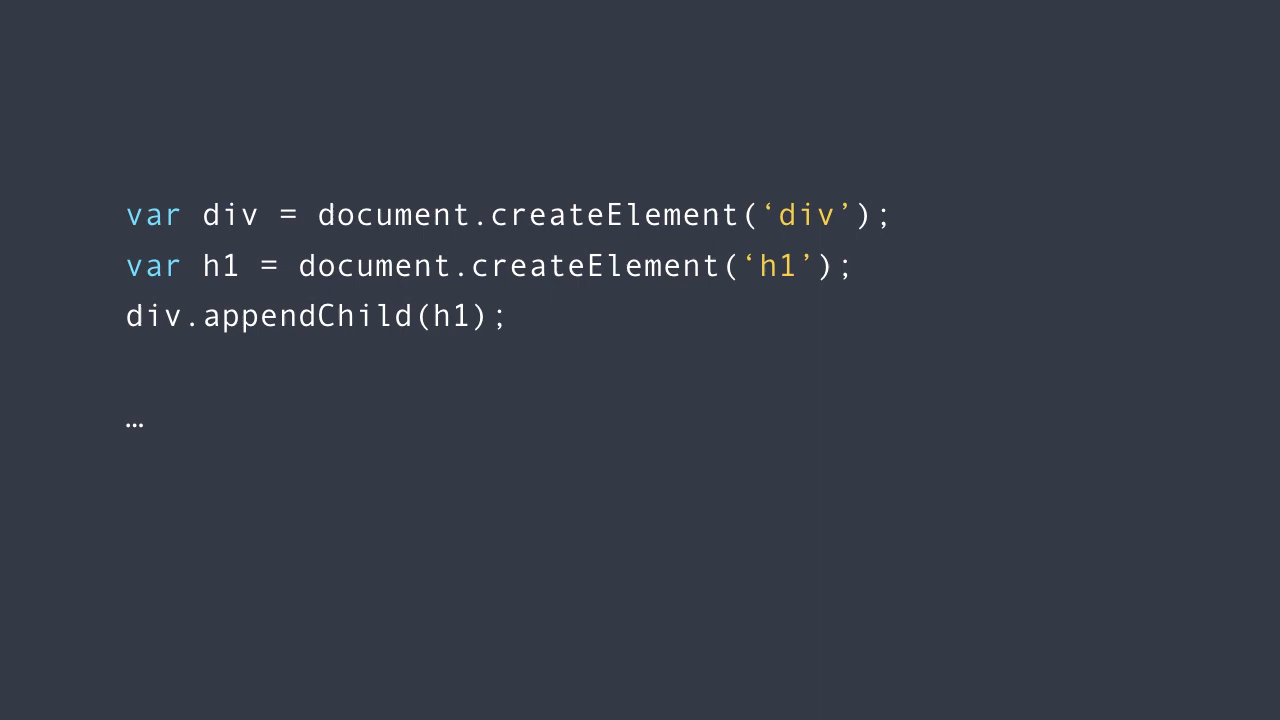 var div = document.createElement(‘div’);
var h1 = document.createElement(‘h1’);
div.appendChild(h1);
…